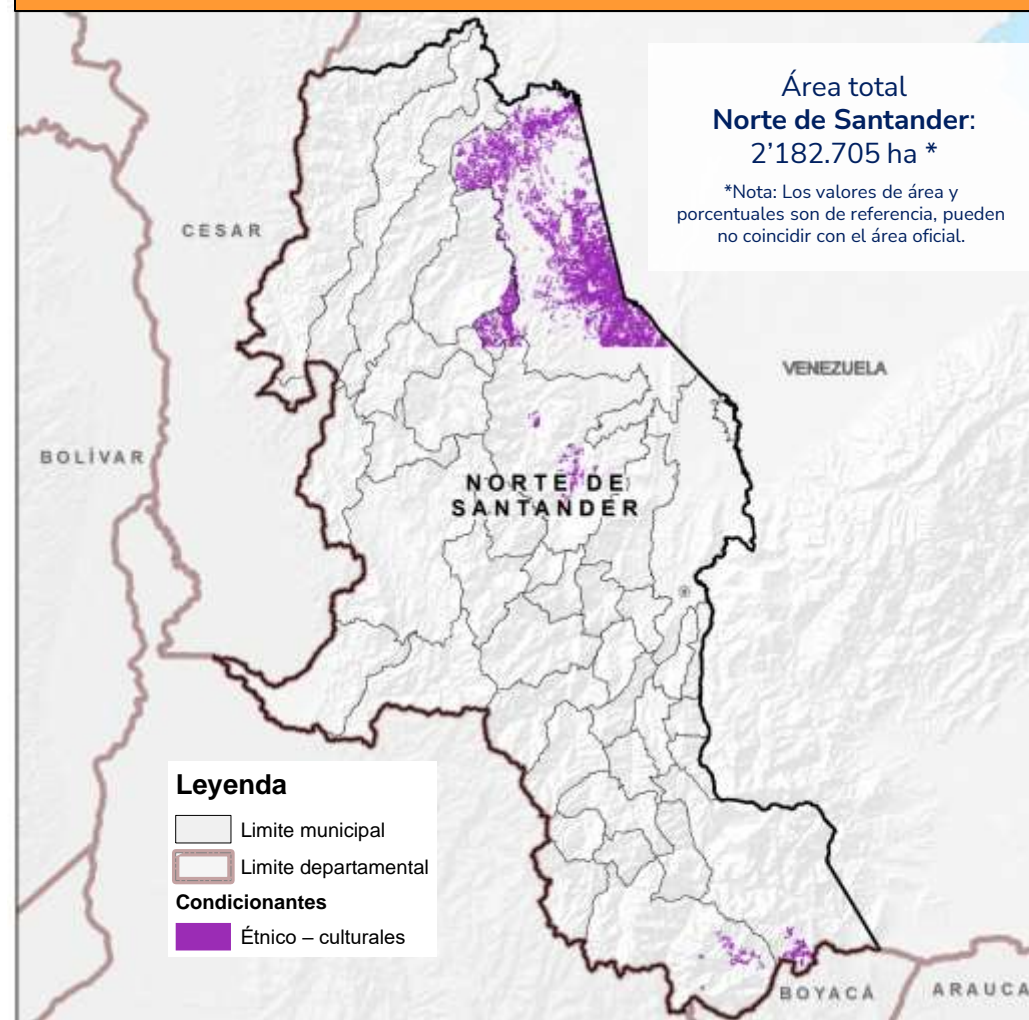 Área total
Norte de Santander:
2’182.705 ha *
*Nota: Los valores de área y
porcentuales son de referencia, pueden
no coincidir con el área oficial.
CESAR
VENEZUELA
BOLÍVAR
NORTE DE
SANTANDER
Leyenda
Limite municipal
Limite departamental
Condicionantes
Étnico – culturales
BOYACÁ
ARAUCA